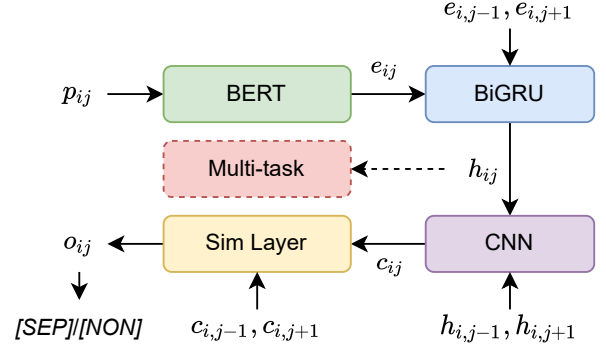 e_{i,j−1}, e_{i,j+1}
p_{ij} BERT e_{ij} BiGRU
Multi-task h_{ij}
o_{ij} Sim Layer c_{ij} CNN
[SEP]/[NON] c_{i,j−1}, c_{i,j+1} h_{i,j−1}, h_{i,j+1}